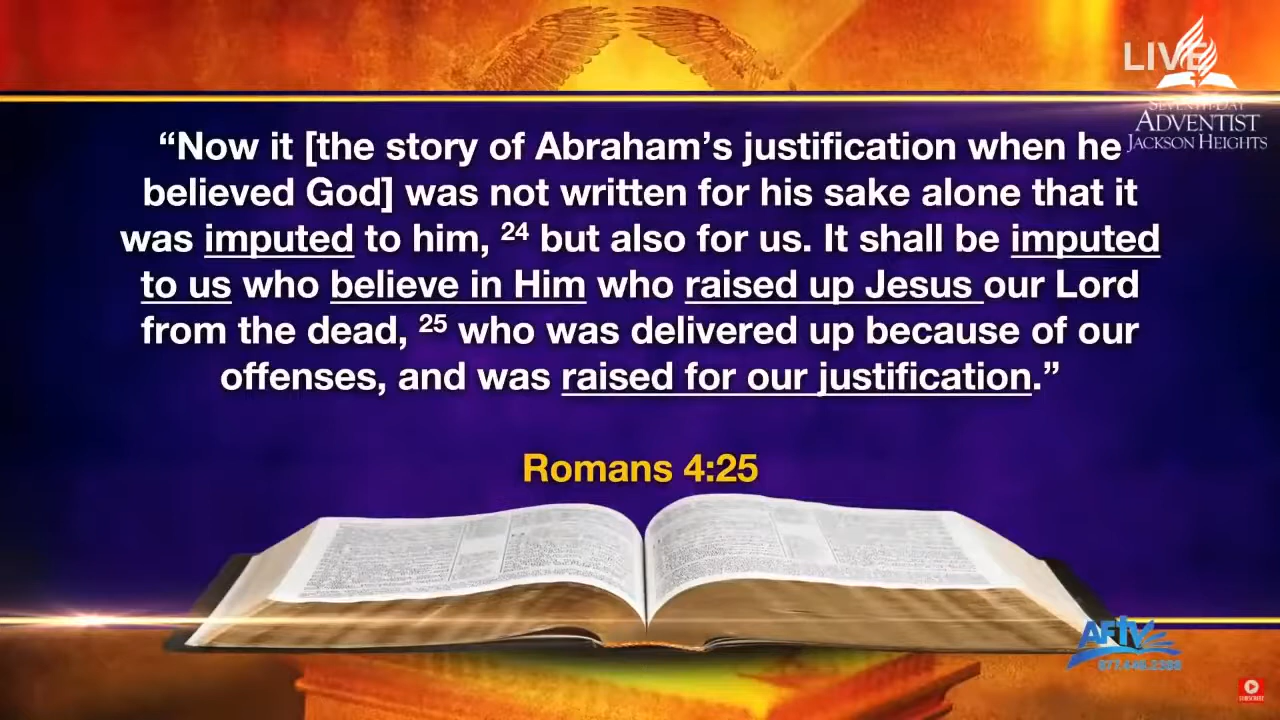 LIVE
SEVENTH-DAY
ADVENTIST
JACKSON HEIGHTS
“Now it [the story of Abraham’s justification when he
believed God] was not written for his sake alone that it
was imputed to him, 24 but also for us. It shall be imputed
to us who believe in Him who raised up Jesus our Lord
from the dead, 25 who was delivered up because of our
offenses, and was raised for our justification.”
Romans 4:25
AFTV
SUBSCRIBE